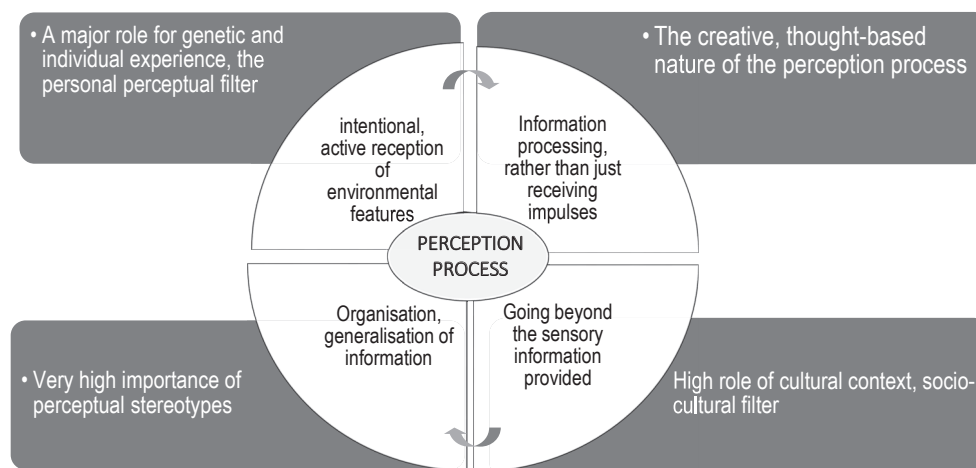 • A major role for genetic and
individual experience, the
personal perceptual filter
• The creative, thought-based
nature of the perception process
intentional,
active reception
of
environmental
features
Information
processing,
rather than just
receiving
impulses
PERCEPTION
PROCESS
Organisation,
generalisation of
information
Going beyond
the sensory
information
provided
• Very high importance of
perceptual stereotypes
High role of cultural context, socio-
cultural filter